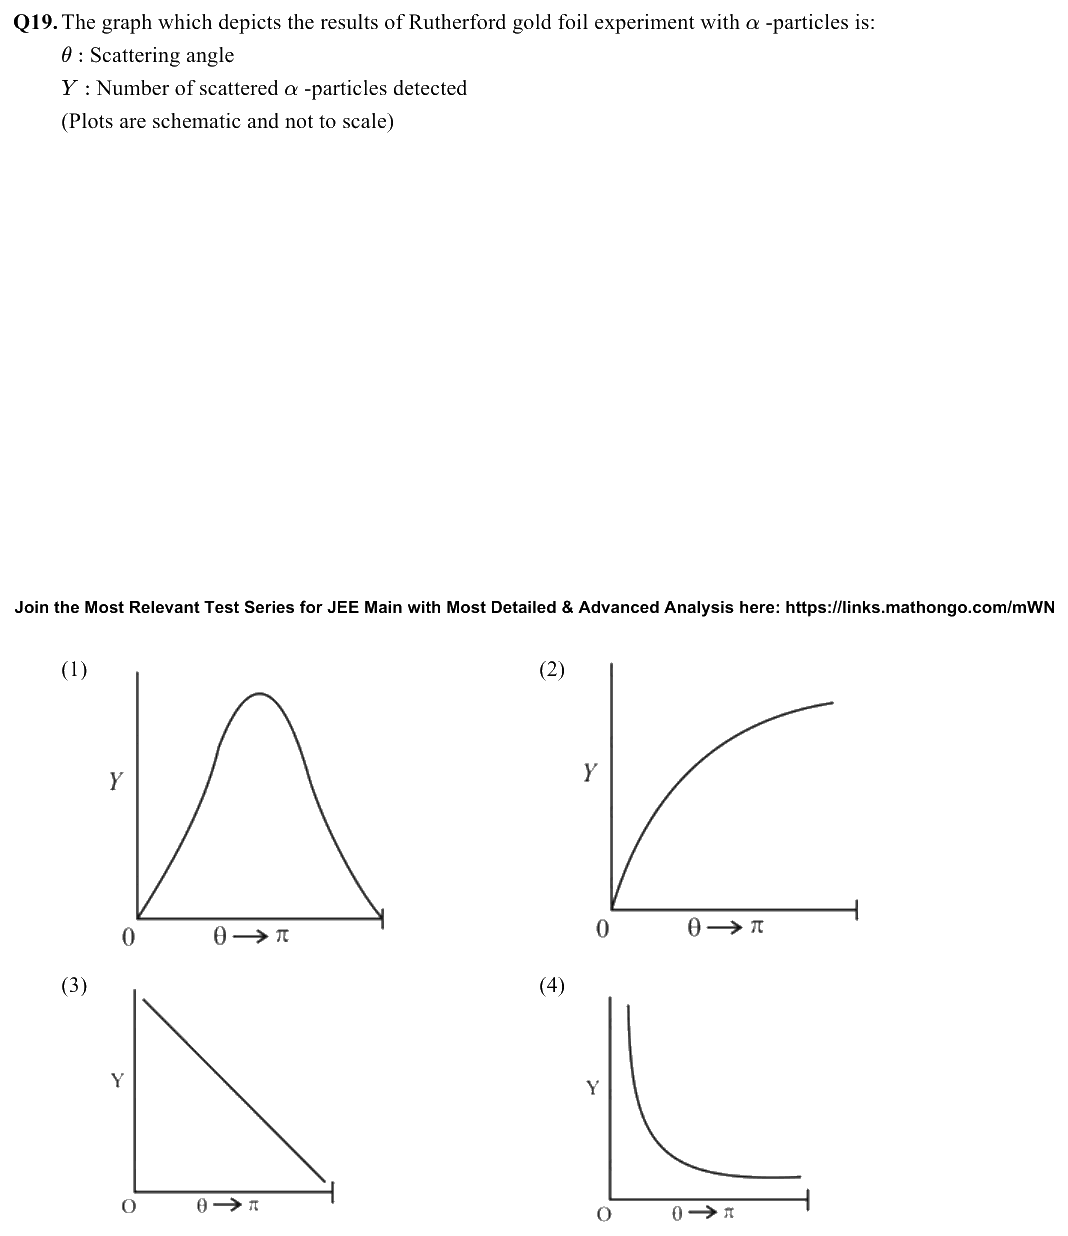 Q19. The graph which depicts the results of Rutherford gold foil experiment with α -particles is:
θ : Scattering angle
Y : Number of scattered α -particles detected
(Plots are schematic and not to scale)
Join the Most Relevant Test Series for JEE Main with Most Detailed & Advanced Analysis here: https://links.mathongo.com/mWN
(1)
Y
0
θ → π
(2)
Y
0
θ → π
(3)
Y
O
θ → π
(4)
Y
O
θ → π